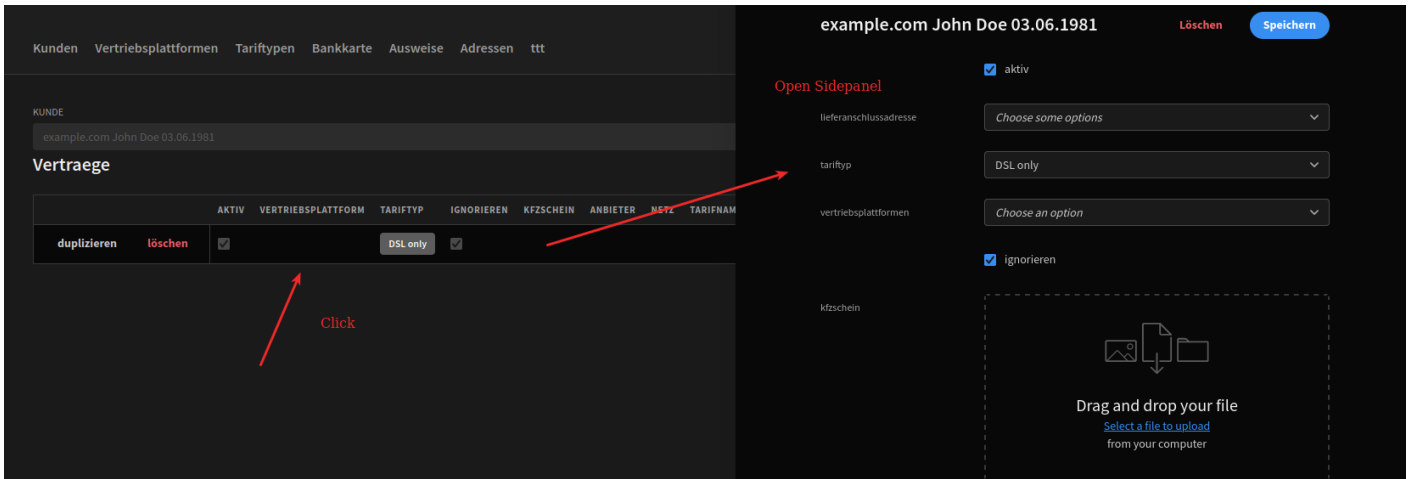 Kunden Vertriebsplattformen Tariftypen Bankkarte Ausweise Adressen ttt
KUNDE
example.com John Doe 03.06.1981
Vertraege
AKTIV VERTRIEBSPLATTFORM TARIFTYP IGNORIEREN KFZSCHEIN ANBIETER NETZ TARIFNAM
duplizieren löschen DSL only
Click
example.com John Doe 03.06.1981 Löschen Speichern
aktiv
Open Sidepanel
lieferanschlussadresse Choose some options
tariftyp DSL only
vertriebsplattformen Choose an option
ignorieren
kfzschein
Drag and drop your file
Select a file to upload
from your computer